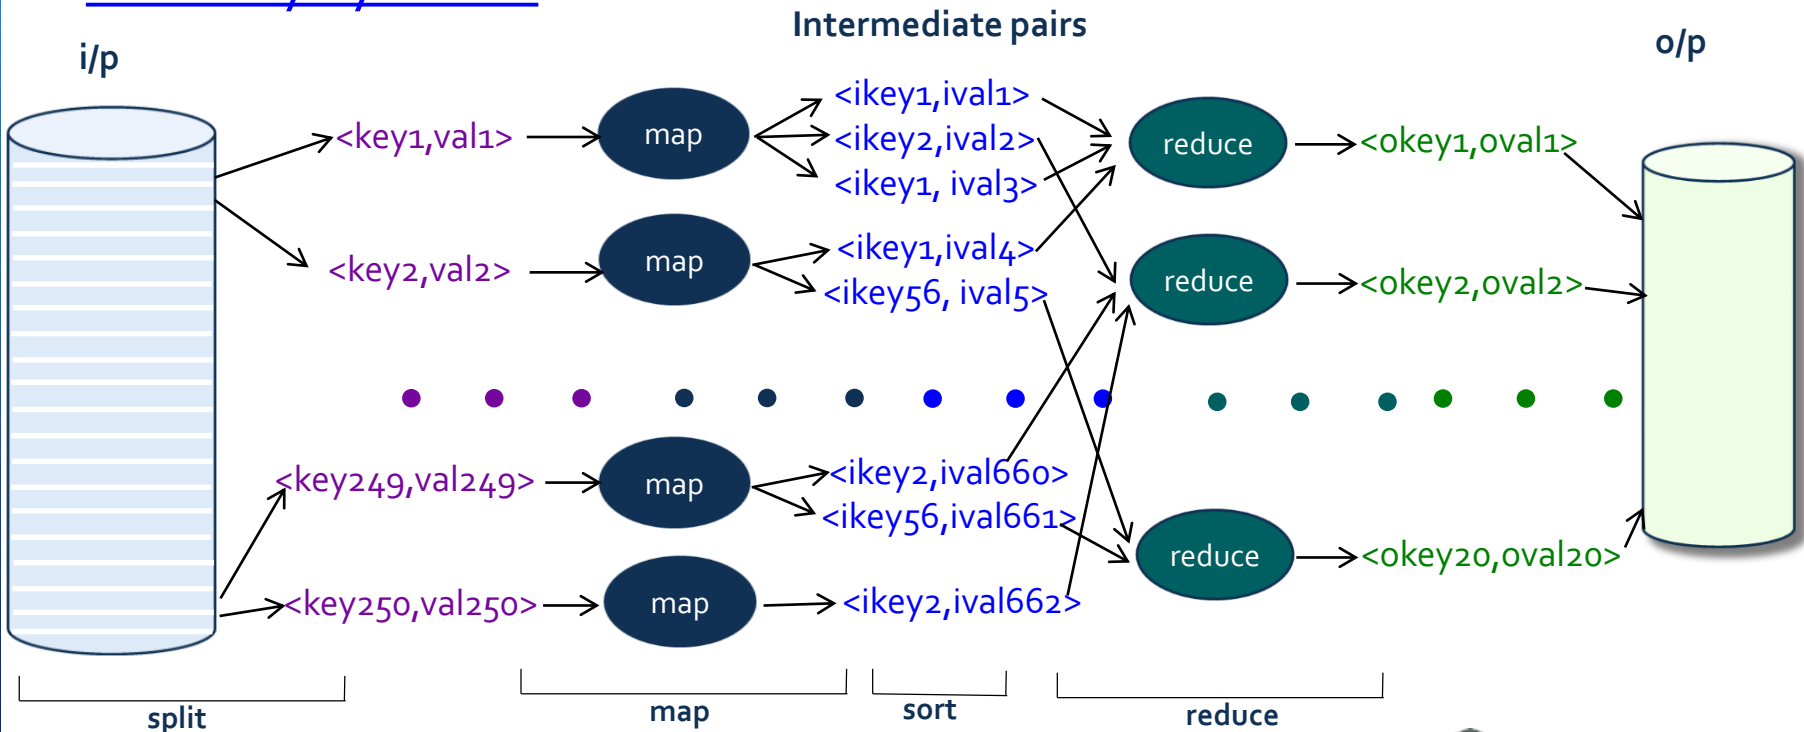 Intermediate pairs
i/p
o/p
<key1,val1>
map
<ikey1,ival1>
<ikey2,ival2>
<ikey1, ival3>
reduce
<okey1,oval1>
<key2,val2>
map
<ikey1,ival4>
<ikey56, ival5>
reduce
<okey2,oval2>
<key249,val249>
map
<ikey2,ival660>
<ikey56,ival661>
reduce
<okey20,oval20>
<key250,val250>
map
<ikey2,ival662>
split
map
sort
reduce